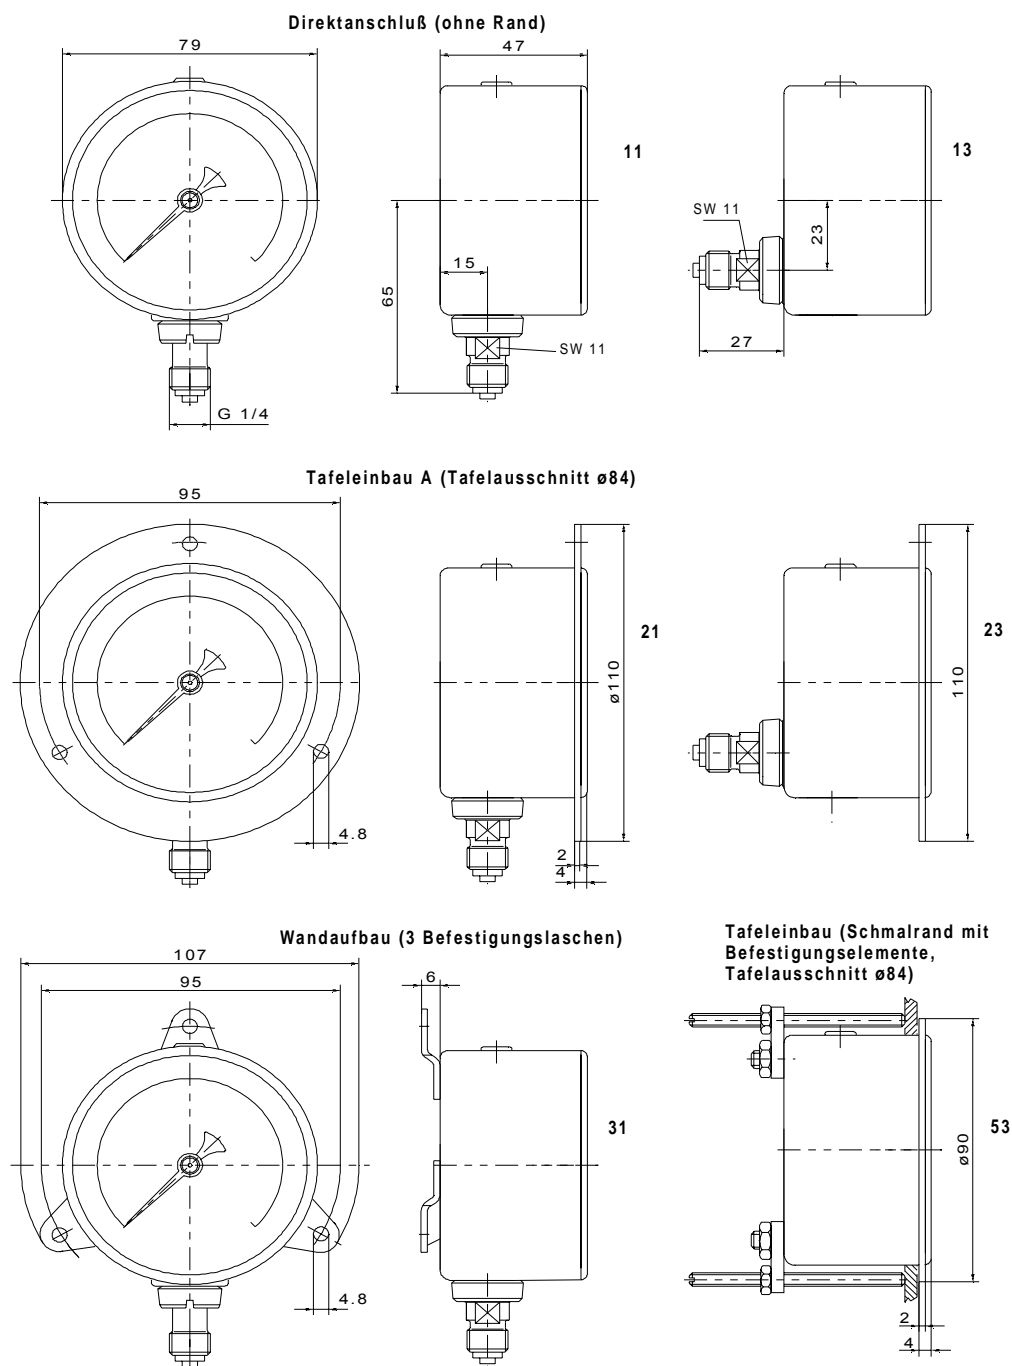 Direktanschluß (ohne Rand)
79
47
11
13
SW 11
23
15
65
27
SW 11
G 1/4
Tafeleinbau A (Tafelausschnitt ø84)
95
21
23
ø110
110
4.8
2
4
Wandaufbau (3 Befestigungslaschen)
Tafeleinbau (Schmalrand mit
Befestigungselemente,
Tafelausschnitt ø84)
107
95
6
31
53
ø90
4.8
2
4